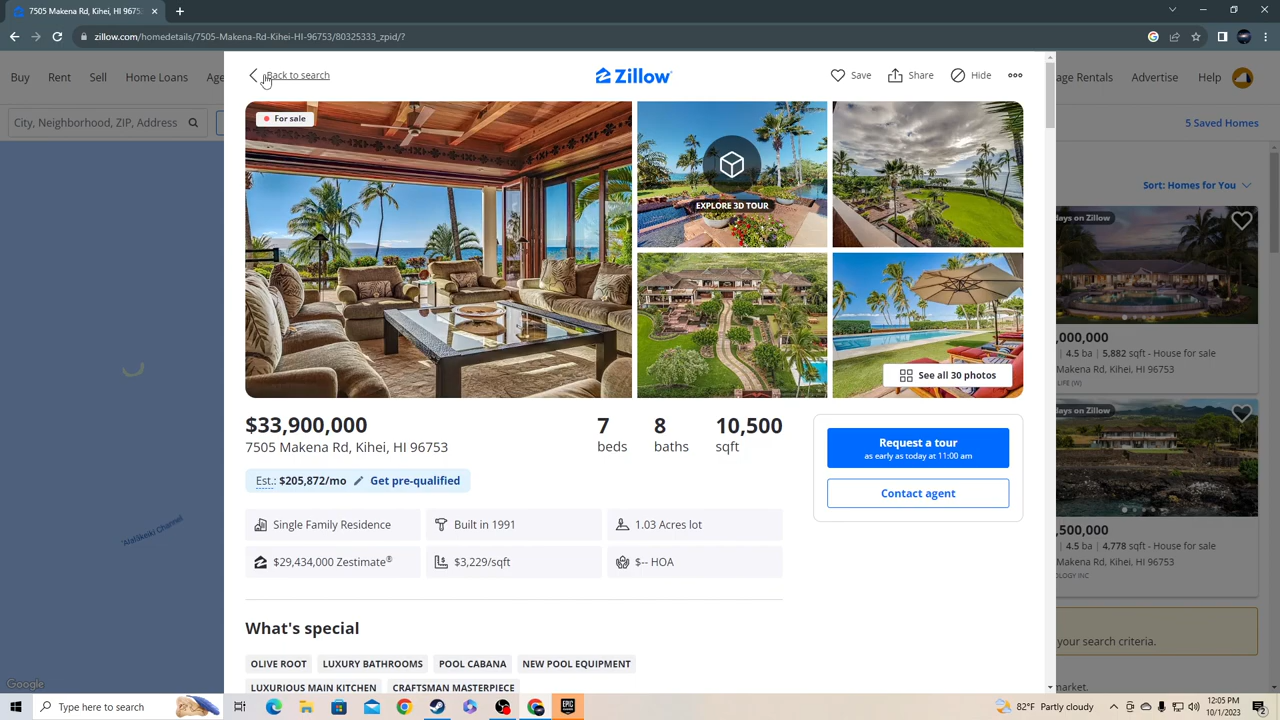 7505 Makena Rd, Kihei, HI 9675
zillow.com/homedetails/7505-Makena-Rd-Kihei-HI-96753/80325333_zpid/?
Buy Rent Sell Home Loans
Back to search
Zillow
Save Share Hide
Rentals Advertise Help
City, Neighborhood, ZIP, Address
5 Saved Homes
For sale
EXPLORE 3D TOUR
See all 30 photos
Sort: Homes for You
days on Zillow
,000,000
4.5 ba | 5,882 sqft - House for sale
Makena Rd, Kihei, HI 96753
LIFE (W)
days on Zillow
,500,000
4.5 ba | 4,778 sqft - House for sale
Makena Rd, Kihei, HI 96753
OLOGY INC
your search criteria.
market.
$33,900,000
7505 Makena Rd, Kihei, HI 96753
7 beds
8 baths
10,500 sqft
Est.: $205,872/mo Get pre-qualified
Request a tour
as early as today at 11:00 am
Contact agent
Single Family Residence
Built in 1991
1.03 Acres lot
$29,434,000 Zestimate®
$3,229/sqft
$-- HOA
What's special
OLIVE ROOT LUXURY BATHROOMS POOL CABANA NEW POOL EQUIPMENT
LUXURIOUS MAIN KITCHEN CRAFTSMAN MASTERPIECE
'Alalākeiki Channel
Google
Type here to search
EPIC
82°F Partly cloudy
12:05 PM
10/1/2023
2